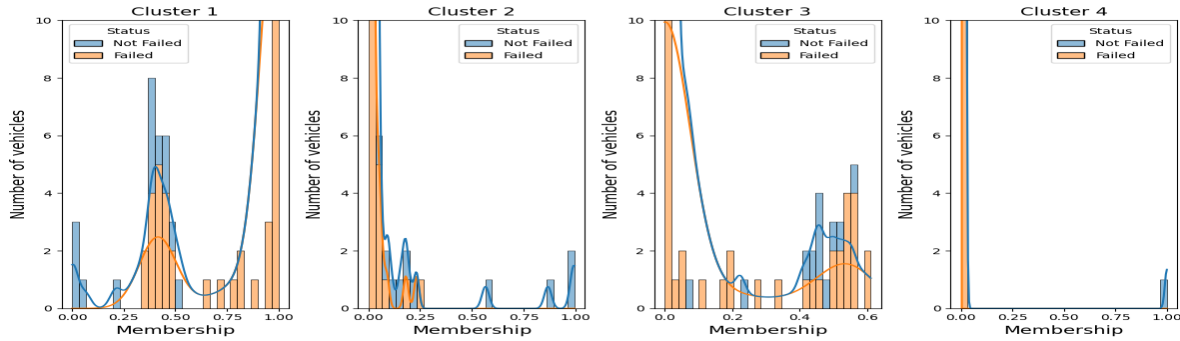 Cluster 1
Number of vehicles
10
8
6
4
2
0
Status
Not Failed
Failed
0.00 0.25 0.50 0.75 1.00
Membership
Cluster 2
Number of vehicles
10
8
6
4
2
0
Status
Not Failed
Failed
0.00 0.25 0.50 0.75 1.00
Membership
Cluster 3
Number of vehicles
10
8
6
4
2
0
Status
Not Failed
Failed
0.0 0.2 0.4 0.6
Membership
Cluster 4
Number of vehicles
10
8
6
4
2
0
Status
Not Failed
Failed
0.00 0.25 0.50 0.75 1.00
Membership